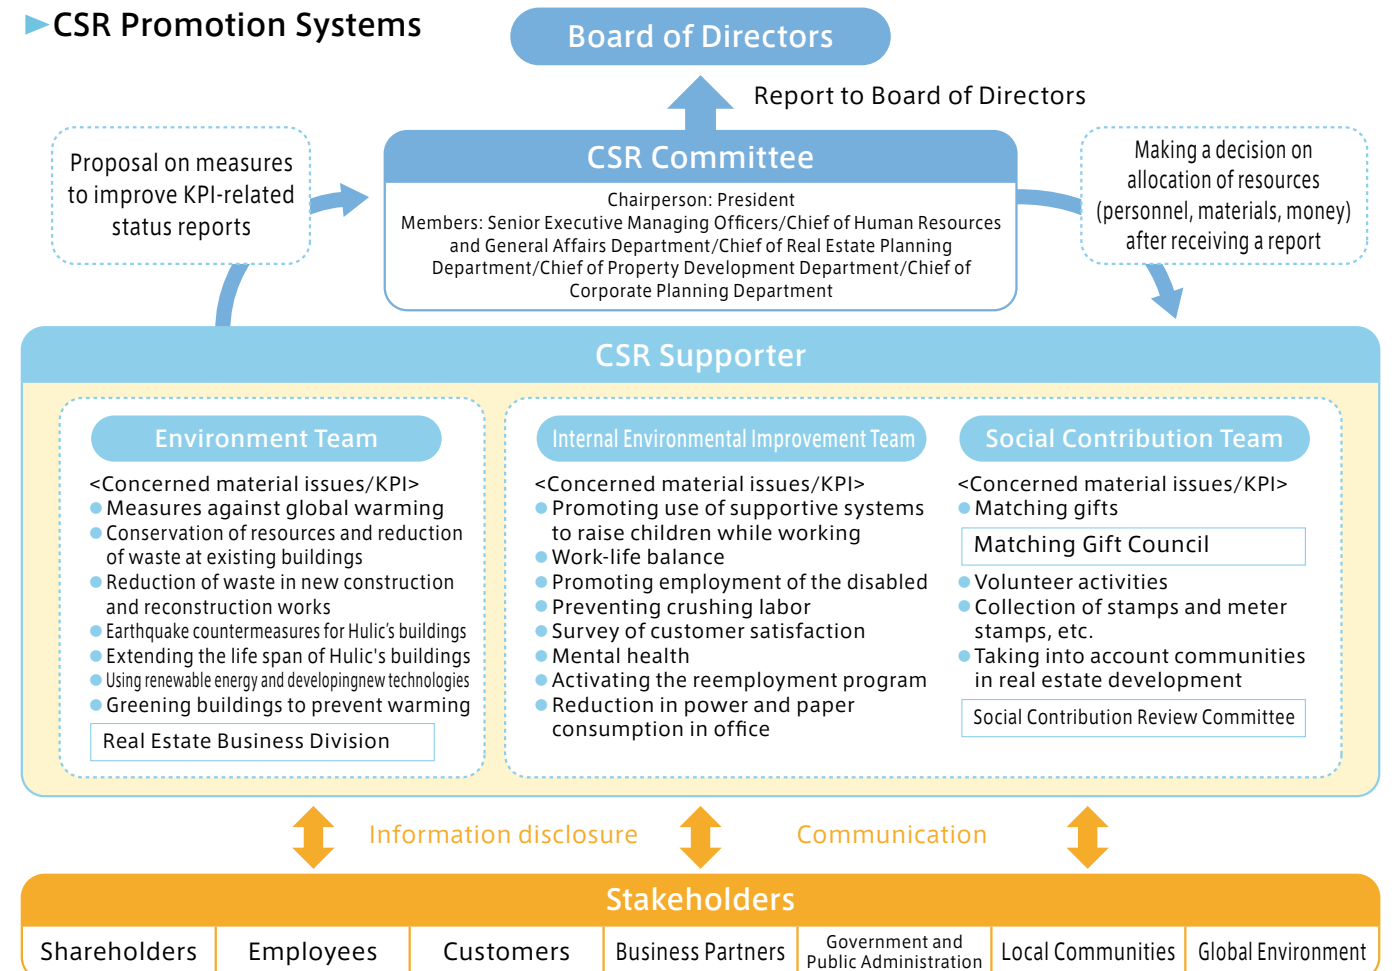 CSR Promotion Systems
Board of Directors
Report to Board of Directors
Proposal on measures
to improve KPI-related
status reports
CSR Committee
Chairperson: President
Members: Senior Executive Managing Officers/Chief of Human Resources
and General Affairs Department/Chief of Real Estate Planning
Department/Chief of Property Development Department/Chief of
Corporate Planning Department
Making a decision on
allocation of resources
(personnel, materials, money)
after receiving a report
CSR Supporter
Environment Team
<Concerned material issues/KPI>
● Measures against global warming
● Conservation of resources and reduction
of waste at existing buildings
● Reduction of waste in new construction
and reconstruction works
● Earthquake countermeasures for Hulic’s buildings
● Extending the life span of Hulic's buildings
● Using renewable energy and developingnew technologies
● Greening buildings to prevent warming
Real Estate Business Division
Internal Environmental Improvement Team
<Concerned material issues/KPI>
● Promoting use of supportive systems
to raise children while working
● Work-life balance
● Promoting employment of the disabled
● Preventing crushing labor
● Survey of customer satisfaction
● Mental health
● Activating the reemployment program
● Reduction in power and paper
consumption in office
Social Contribution Team
<Concerned material issues/KPI>
● Matching gifts
Matching Gift Council
● Volunteer activities
● Collection of stamps and meter
stamps, etc.
● Taking into account communities
in real estate development
Social Contribution Review Committee
Information disclosure
Communication
Stakeholders
Shareholders
Employees
Customers
Business Partners
Government and
Public Administration
Local Communities
Global Environment